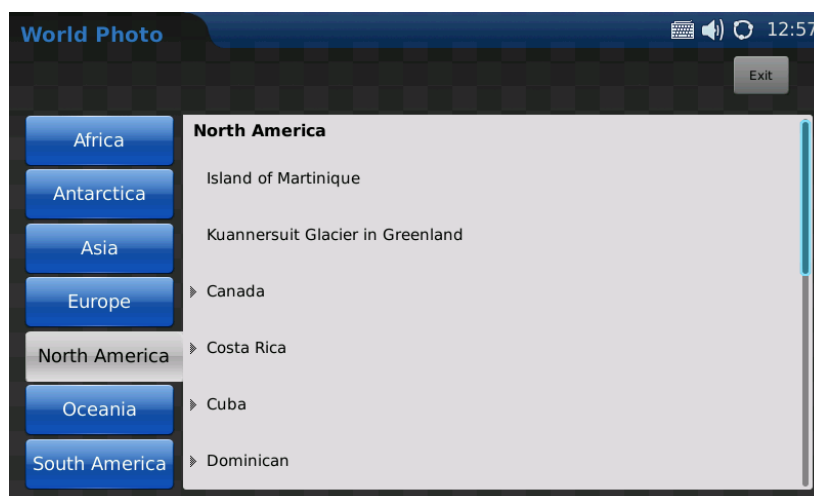 World Photo
12:57
Exit
Africa
Antarctica
Asia
Europe
North America
Oceania
South America
North America
Island of Martinique
Kuannersuit Glacier in Greenland
Canada
Costa Rica
Cuba
Dominican